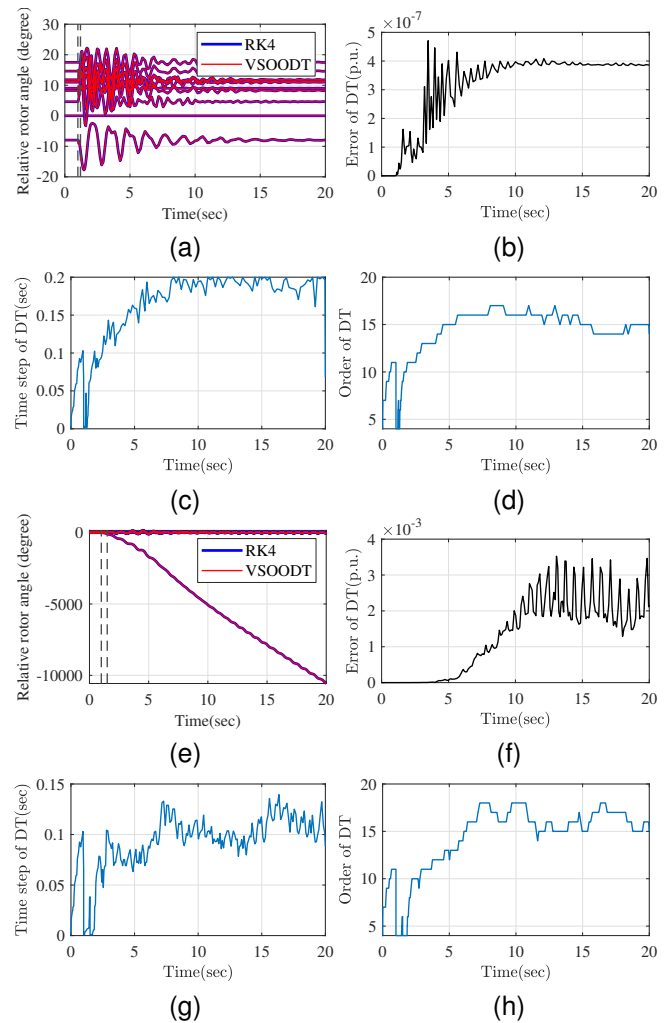 Relative rotor angle (degree)
30
20
10
0
-10
-20
RK4
VSOODT
0 5 10 15 20
Time(sec)
(a)
×10⁻⁷
Error of DT(p.u.)
5
4
3
2
1
0
0 5 10 15 20
Time(sec)
(b)
Time step of DT(sec)
0.2
0.15
0.1
0.05
0
0 5 10 15 20
Time(sec)
(c)
Order of DT
20
15
10
5
0 5 10 15 20
Time(sec)
(d)
Relative rotor angle (degree)
0
-5000
-10000
RK4
VSOODT
0 5 10 15 20
Time(sec)
(e)
×10⁻³
Error of DT(p.u.)
4
3
2
1
0
0 5 10 15 20
Time(sec)
(f)
Time step of DT(sec)
0.15
0.1
0.05
0
0 5 10 15 20
Time(sec)
(g)
Order of DT
20
15
10
5
0 5 10 15 20
Time(sec)
(h)